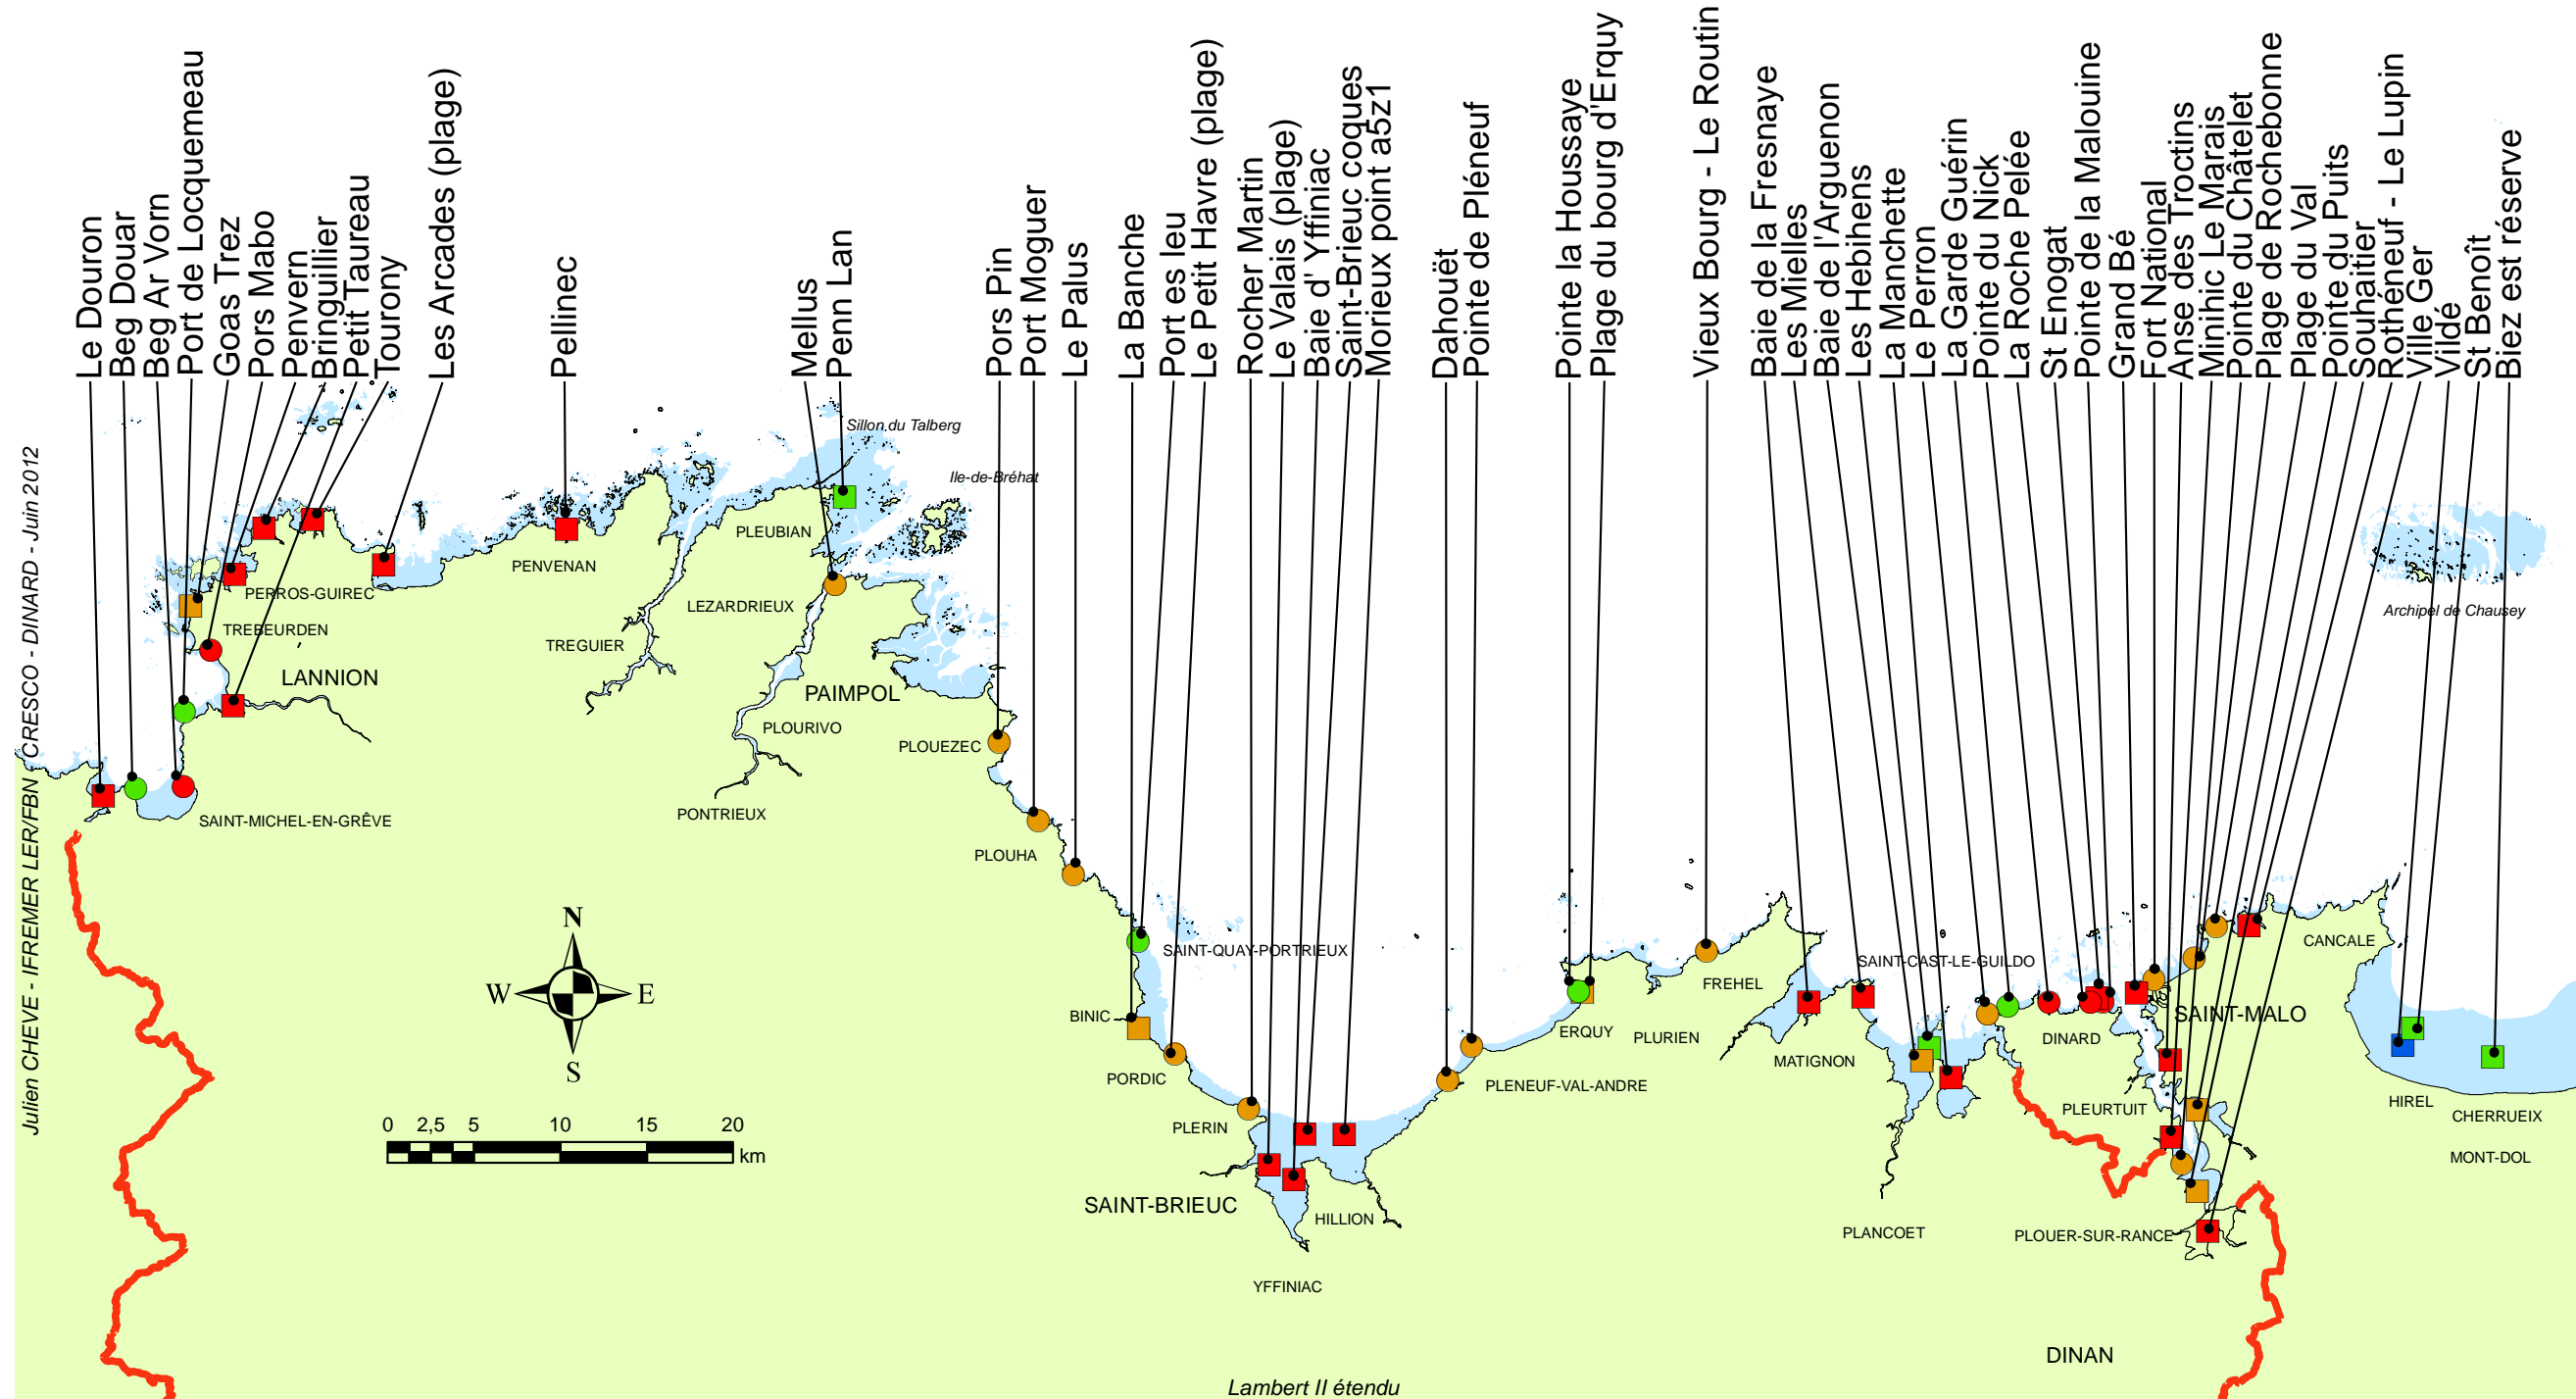 Le Douron
Beg Douar
Beg Ar Vorn
Port de Locquemeau
Goas Trez
Pors Mabo
Penvern
Bringuillier
Petit Taureau
Tourony
Les Arcades (plage)
Pellinec
Mellus
Penn Lan
Pors Pin
Port Moguer
Le Palus
La Banche
Port es leu
Le Petit Havre (plage)
Rocher Martin
Le Valais (plage)
Baie d' Yffiniac
Saint-Brieuc coques
Morieux point a5z1
Dahouët
Pointe de Pléneuf
Pointe la Houssaye
Plage du bourg d'Erquy
Vieux Bourg - Le Routin
Baie de la Fresnaye
Les Mielles
Baie de l'Arguenon
Les Hebihens
La Manchette
Le Perron
La Garde Guérin
Pointe du Nick
La Roche Pelée
St Enogat
Pointe de la Malouine
Grand Bé
Fort National
Anse des Troctins
Minihic Le Marais
Pointe du Châtelet
Plage de Rochebonne
Plage du Val
Pointe du Puits
Souhaitier
Rothéneuf - Le Lupin
Ville Ger
Vildé
St Benoît
Biez est réserve
Julien CHEVE - IFREMER LER/FBN - CRESCO - DINARD - Juin 2012
Sillon du Talberg
Ile-de-Bréhat
PLEUBIAN
PENVENAN
PERROS-GUIREC
LEZARDRIEUX
Archipel de Chausey
TREBEURDEN
TREGUIER
LANNION
PAIMPOL
PLOURIVO
PLOUEZEC
PONTRIEUX
SAINT-MICHEL-EN-GRÊVE
PLOUHA
N
W
E
S
SAINT-QUAY-PORTRIEUX
CANCALE
SAINT-CAST-LE-GUILDO
FREHEL
BINIC
SAINT-MALO
ERQUY
PLURIEN
DINARD
MATIGNON
PORDIC
PLENEUF-VAL-ANDRE
HIREL
PLEURTUIT
CHERRUEIX
0 2,5 5 10 15 20
km
PLERIN
MONT-DOL
SAINT-BRIEUC
HILLION
PLANCOET
PLOUER-SUR-RANCE
YFFINIAC
DINAN
Lambert II étendu